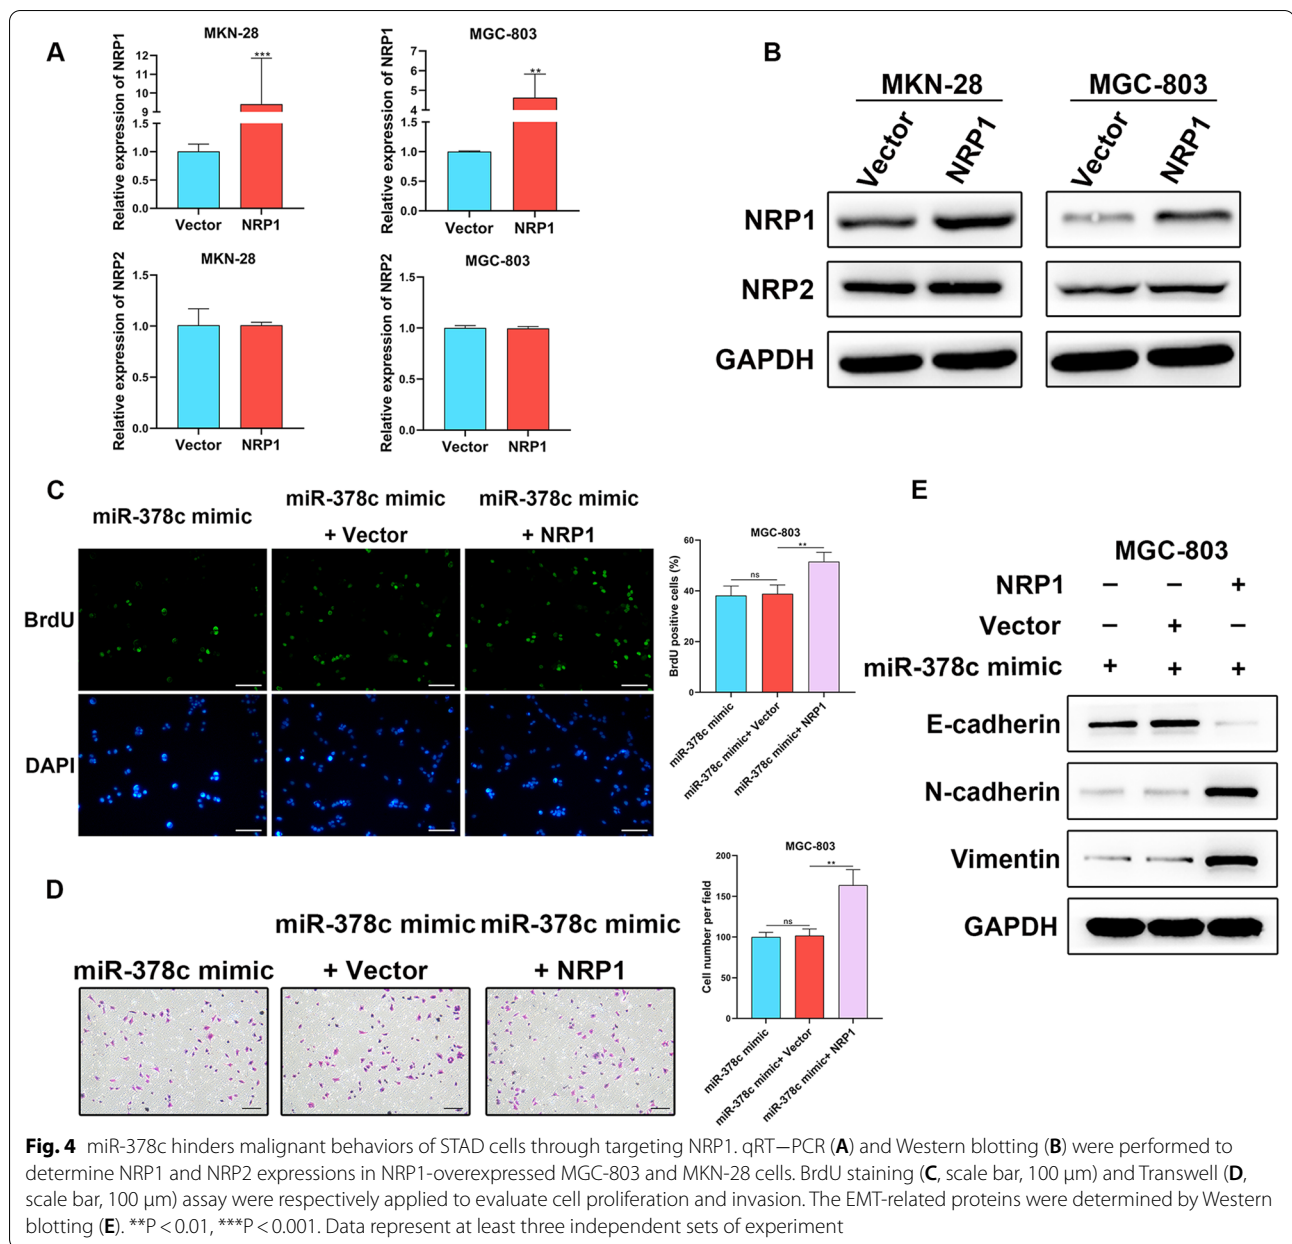 A
MKN-28
Relative expression of NRP1
12
11
10
9
1.5
1.0
0.5
0.0
***
Vector NRP1
MGC-803
Relative expression of NRP1
7
6
5
4
1.5
1.0
0.5
0.0
**
Vector NRP1
MKN-28
Relative expression of NRP2
1.5
1.0
0.5
0.0
Vector NRP1
MGC-803
Relative expression of NRP2
1.5
1.0
0.5
0.0
Vector NRP1
B
MKN-28 MGC-803
Vector NRP1 Vector NRP1
NRP1
NRP2
GAPDH
C
miR-378c mimic
miR-378c mimic
+ Vector
miR-378c mimic
+ NRP1
BrdU
DAPI
MGC-803
BrdU positive cells (%)
60
40
20
0
ns
**
miR-378c mimic
miR-378c mimic+ Vector
miR-378c mimic+ NRP1
D
miR-378c mimic
miR-378c mimic
+ Vector
miR-378c mimic
+ NRP1
MGC-803
Cell number per field
200
150
100
50
0
ns
**
miR-378c mimic
miR-378c mimic+ Vector
miR-378c mimic+ NRP1
E
MGC-803
NRP1 – – +
Vector – + –
miR-378c mimic + + +
E-cadherin
N-cadherin
Vimentin
GAPDH
Fig. 4 miR-378c hinders malignant behaviors of STAD cells through targeting NRP1. qRT—PCR (A) and Western blotting (B) were performed to
determine NRP1 and NRP2 expressions in NRP1-overexpressed MGC-803 and MKN-28 cells. BrdU staining (C, scale bar, 100 μm) and Transwell (D,
scale bar, 100 μm) assay were respectively applied to evaluate cell proliferation and invasion. The EMT-related proteins were determined by Western
blotting (E). **P < 0.01, ***P < 0.001. Data represent at least three independent sets of experiment